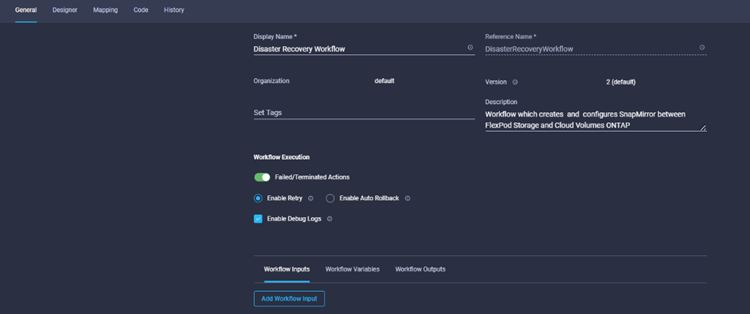 General Designer Mapping Code History
Display Name *
Disaster Recovery Workflow
Reference Name *
DisasterRecoveryWorkflow
Organization default
Version 2 (default)
Set Tags
Description
Workflow which creates and configures SnapMirror between
FlexPod Storage and Cloud Volumes ONTAP
Workflow Execution
Failed/Terminated Actions
Enable Retry Enable Auto Rollback
Enable Debug Logs
Workflow Inputs Workflow Variables Workflow Outputs
Add Workflow Input